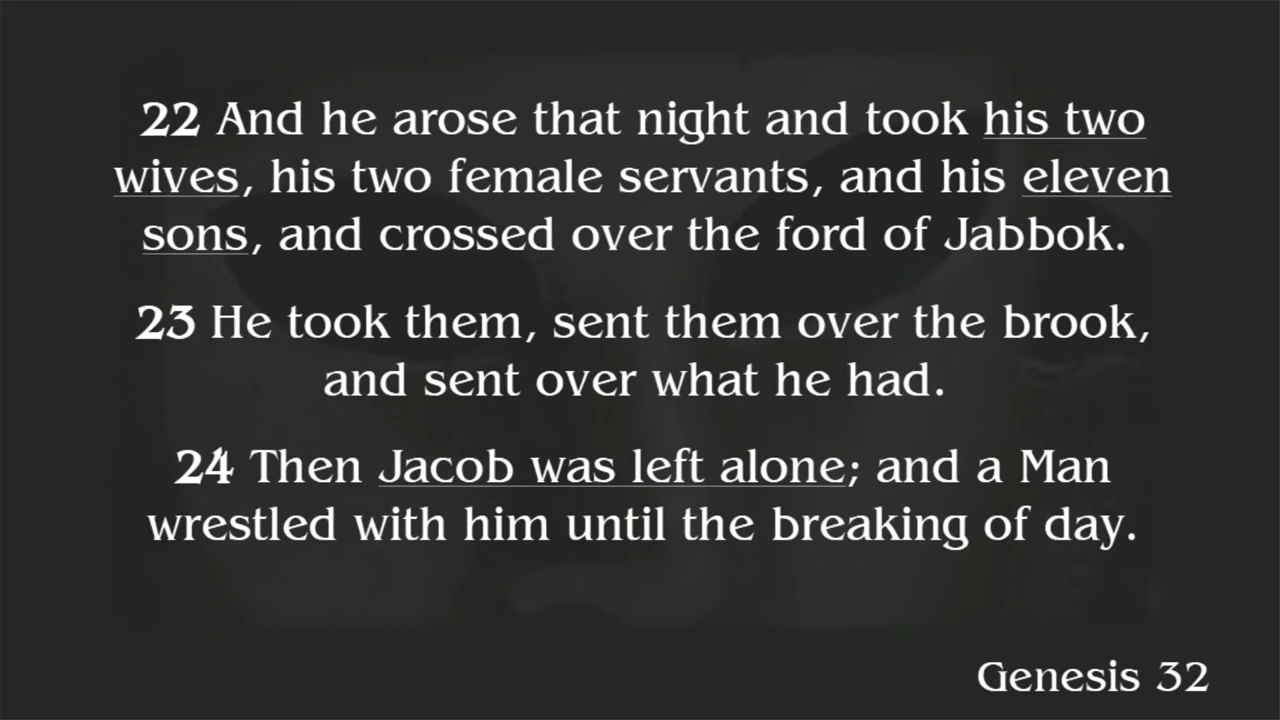 22 And he arose that night and took his two
wives, his two female servants, and his eleven
sons, and crossed over the ford of Jabbok.
23 He took them, sent them over the brook,
and sent over what he had.
24 Then Jacob was left alone; and a Man
wrestled with him until the breaking of day.
Genesis 32